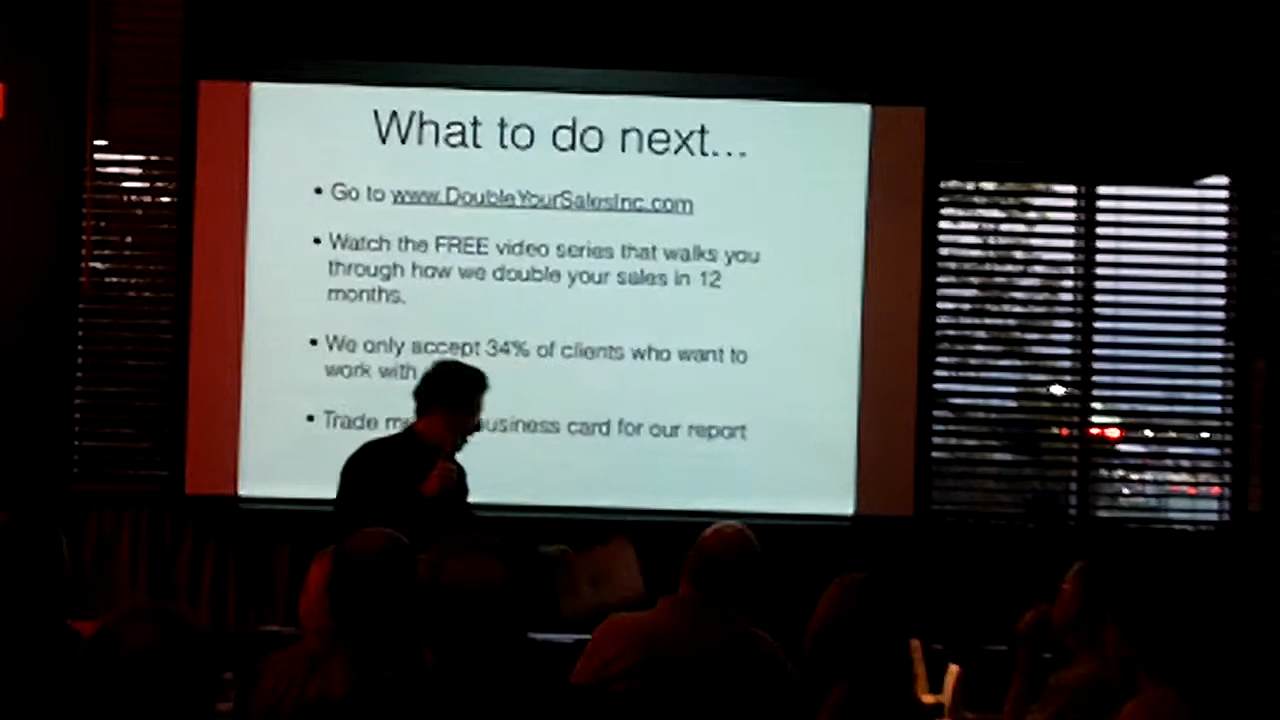 What to do next...
• Go to www.DoubleYourSalesInc.com
• Watch the FREE video series that walks you
through how we double your sales in 12
months.
• We only accept 34% of clients who want to
work with
• Trade business card for our report